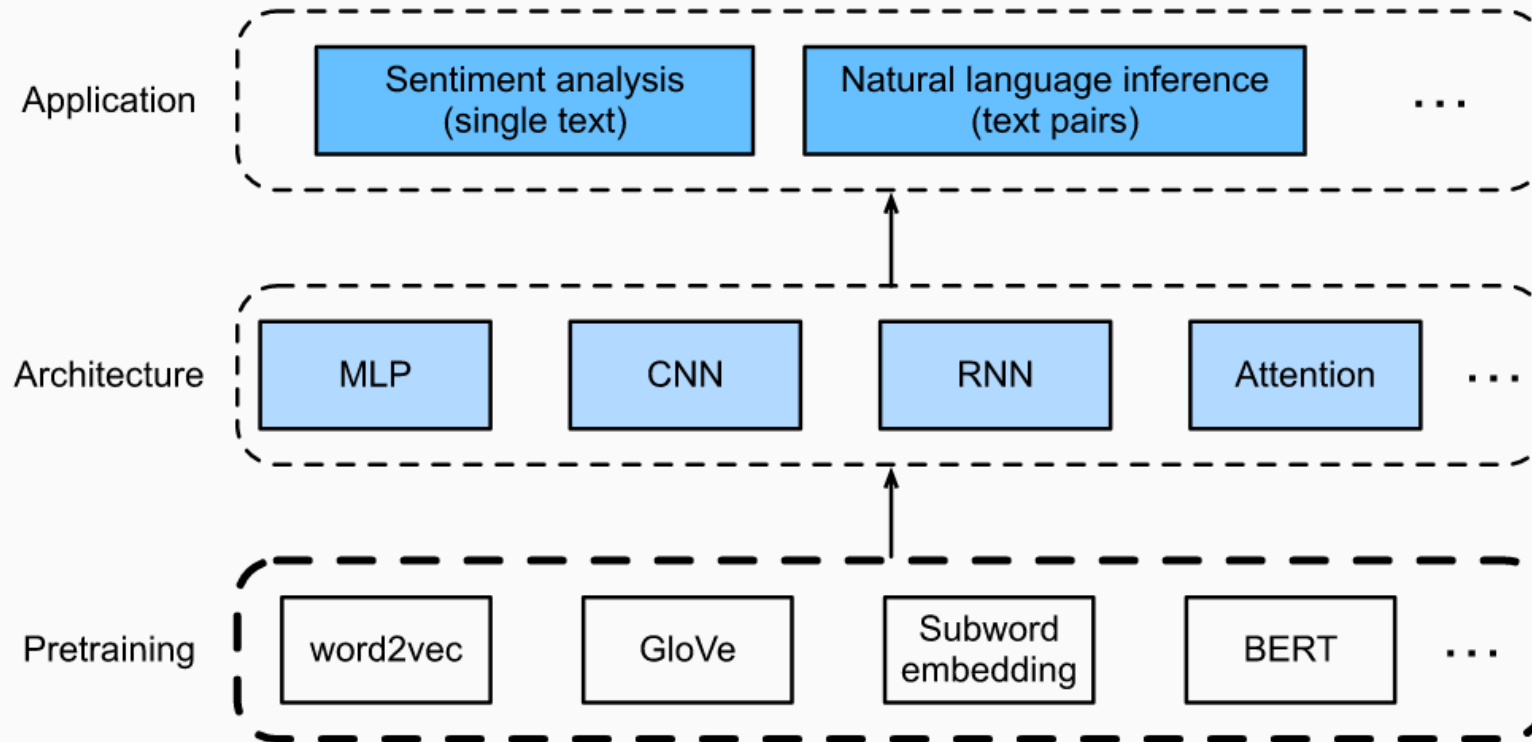 Application
Sentiment analysis
(single text)
Natural language inference
(text pairs)
...
Architecture
MLP
CNN
RNN
Attention
...
Pretraining
word2vec
GloVe
Subword
embedding
BERT
...